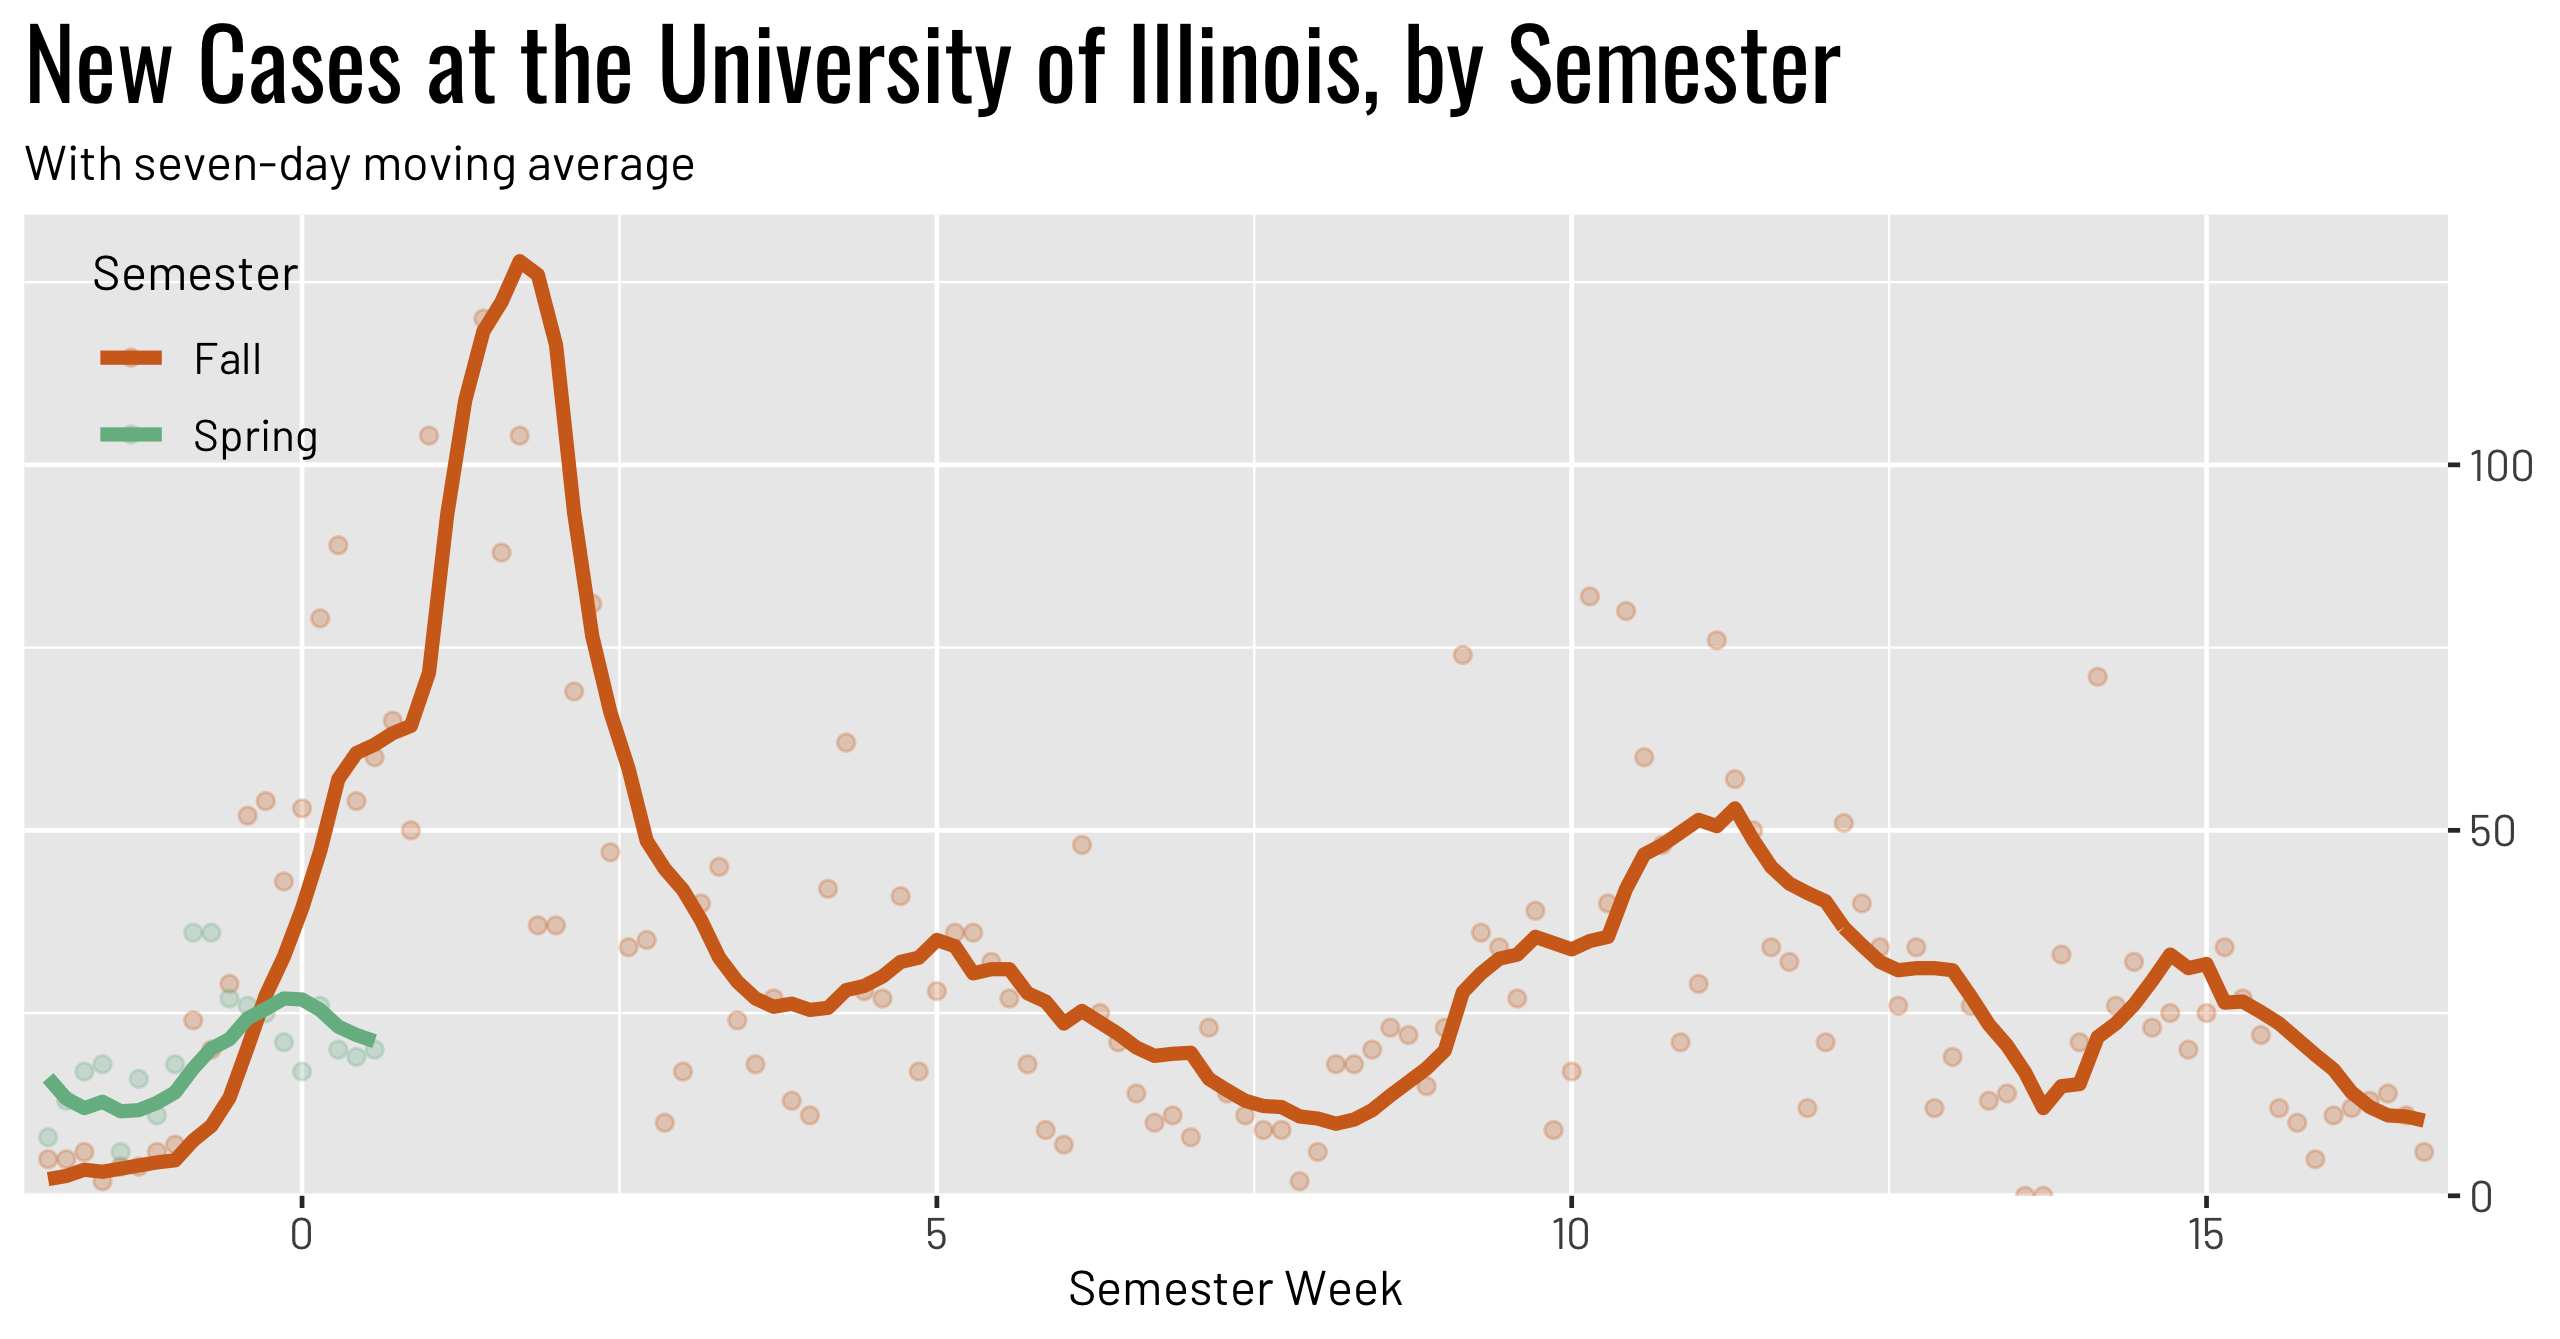 New Cases at the University of Illinois, by Semester
With seven-day moving average
Semester
Fall
Spring
100
50
0
0 5 10 15
Semester Week